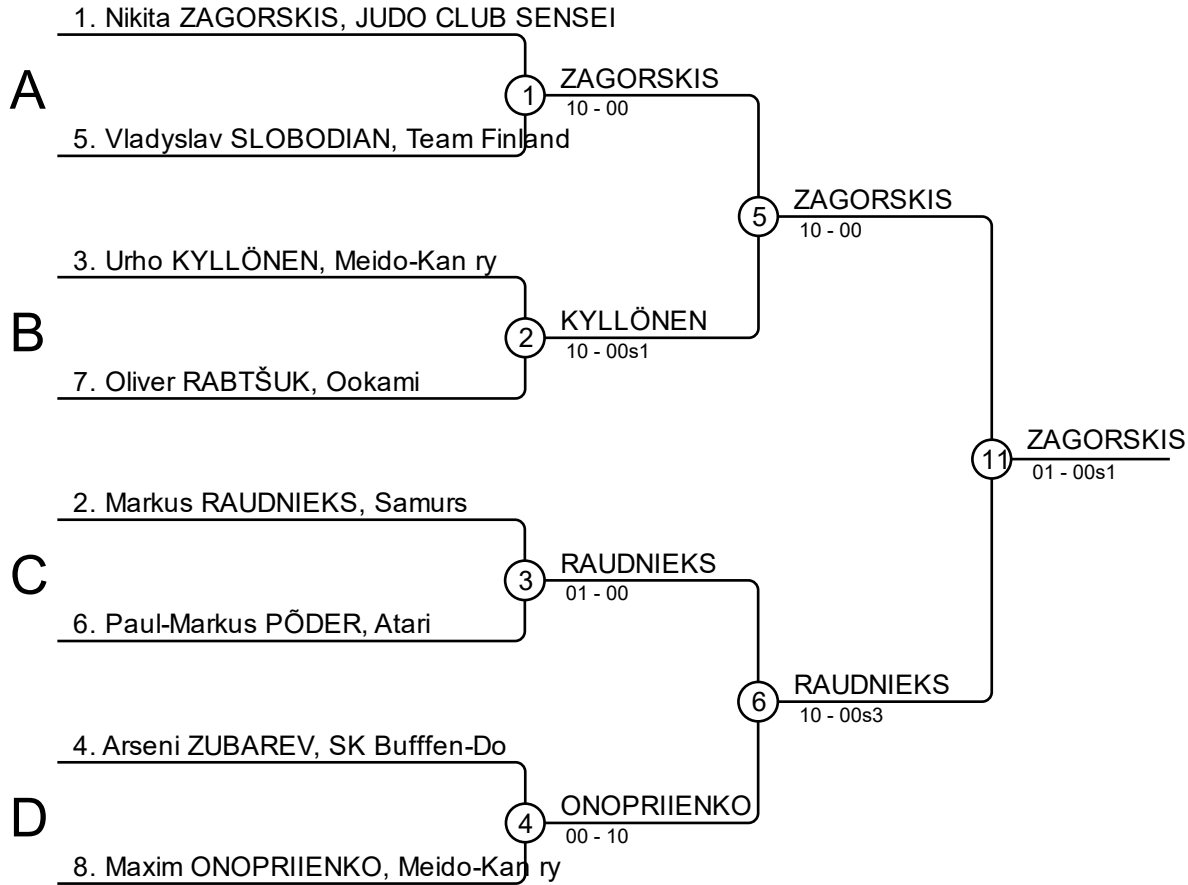 1. Nikita ZAGORSKIS, JUDO CLUB SENSEI
A
1
ZAGORSKIS
10 - 00
5. Vladyslav SLOBODIAN, Team Finland
5
ZAGORSKIS
10 - 00
3. Urho KYLLÖNEN, Meido-Kan ry
B
2
KYLLÖNEN
10 - 00s1
7. Oliver RABTŠUK, Ookami
11
ZAGORSKIS
01 - 00s1
2. Markus RAUDNIEKS, Samurs
C
3
RAUDNIEKS
01 - 00
6. Paul-Markus PÕDER, Atari
6
RAUDNIEKS
10 - 00s3
4. Arseni ZUBAREV, SK Bufffen-Do
D
4
ONOPRIIENKO
00 - 10
8. Maxim ONOPRIIENKO, Meido-Kan ry